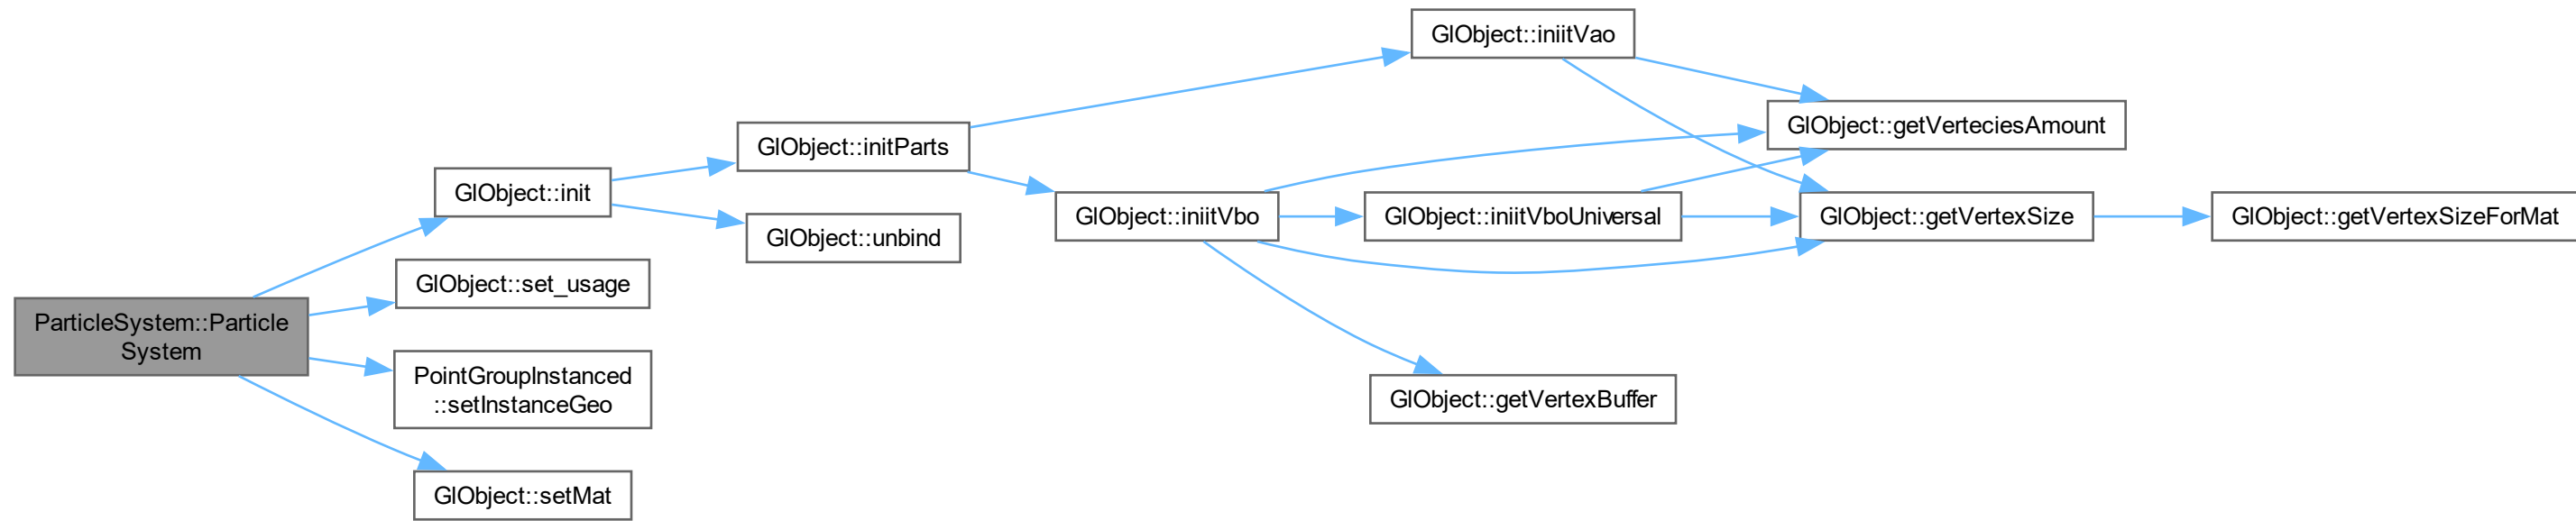 ParticleSystem::Particle
System
GlObject::init
GlObject::set_usage
PointGroupInstanced
::setInstanceGeo
GlObject::setMat
GlObject::initParts
GlObject::unbind
GlObject::iniitVao
GlObject::iniitVbo
GlObject::getVerteciesAmount
GlObject::iniitVboUniversal
GlObject::getVertexSize
GlObject::getVertexSizeForMat
GlObject::getVertexBuffer